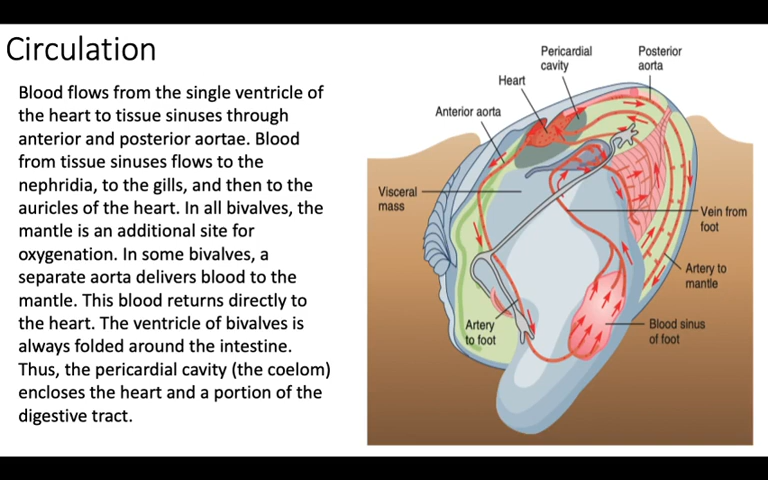 Circulation
Blood flows from the single ventricle of
the heart to tissue sinuses through
anterior and posterior aortae. Blood
from tissue sinuses flows to the
nephridia, to the gills, and then to the
auricles of the heart. In all bivalves, the
mantle is an additional site for
oxygenation. In some bivalves, a
separate aorta delivers blood to the
mantle. This blood returns directly to
the heart. The ventricle of bivalves is
always folded around the intestine.
Thus, the pericardial cavity (the coelom)
encloses the heart and a portion of the
digestive tract.
Pericardial
cavity
Posterior
aorta
Heart
Anterior aorta
Visceral
mass
Vein from
foot
Artery to
mantle
Artery
to foot
Blood sinus
of foot